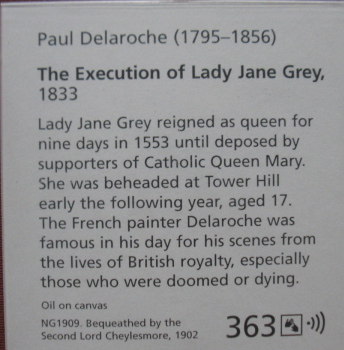 Paul Delaroche (1795–1856)
The Execution of Lady Jane Grey,
1833
Lady Jane Grey reigned as queen for
nine days in 1553 until deposed by
supporters of Catholic Queen Mary.
She was beheaded at Tower Hill
early the following year, aged 17.
The French painter Delaroche was
famous in his day for his scenes from
the lives of British royalty, especially
those who were doomed or dying.
Oil on canvas
NG1909. Bequeathed by the
Second Lord Cheylesmore, 1902
363